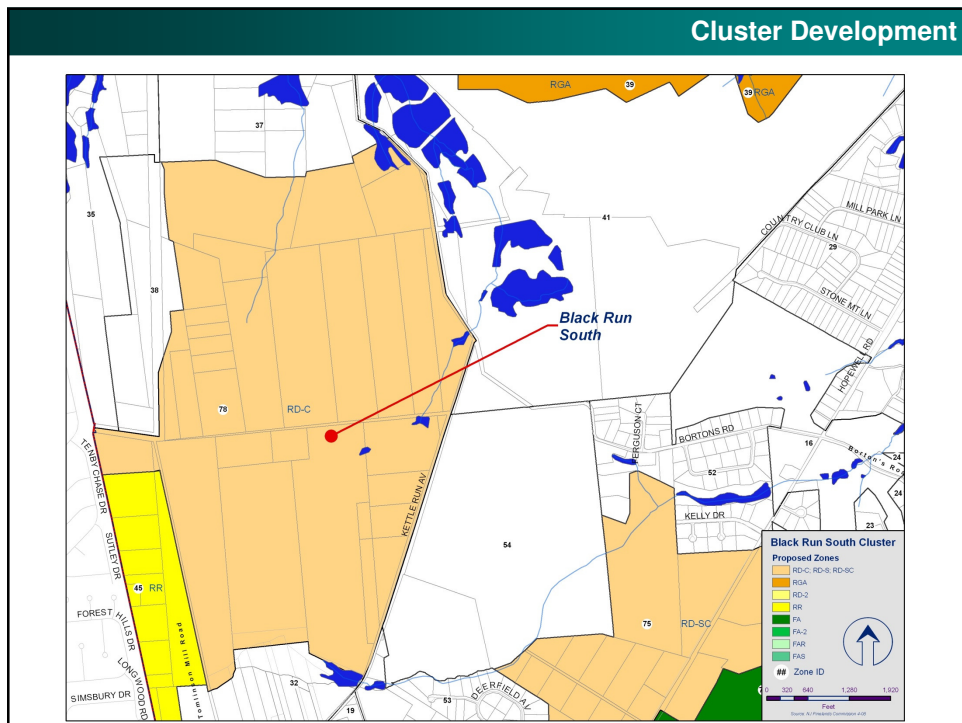 Cluster Development
RGA
39
39
RGA
37
35
38
41
COUNTRY CLUB LN
MILL PARK LN
29
STONE MT LN
HOPEWELL RD
Black Run
South
78
RD-C
TENBY CHASE DR
SUTLEY DR
45
RR
FOREST
HILLS DR
LONGWOOD RD
SIMSBURY DR
Tomlinson Mill Road
KETTLE RUN AV
FERGUSON CT
BORTONS RD
52
16
Borton's Ro
24
24
23
KELLY DR
54
75
RD-SC
32
19
53
DEERFIELD AV
Black Run South Cluster
Proposed Zones
RD-C; RD-S; RD-SC
RGA
RD-2
RR
FA
FA-2
FAR
FAS
## Zone ID
0 320 640 1,280 1,920
Feet